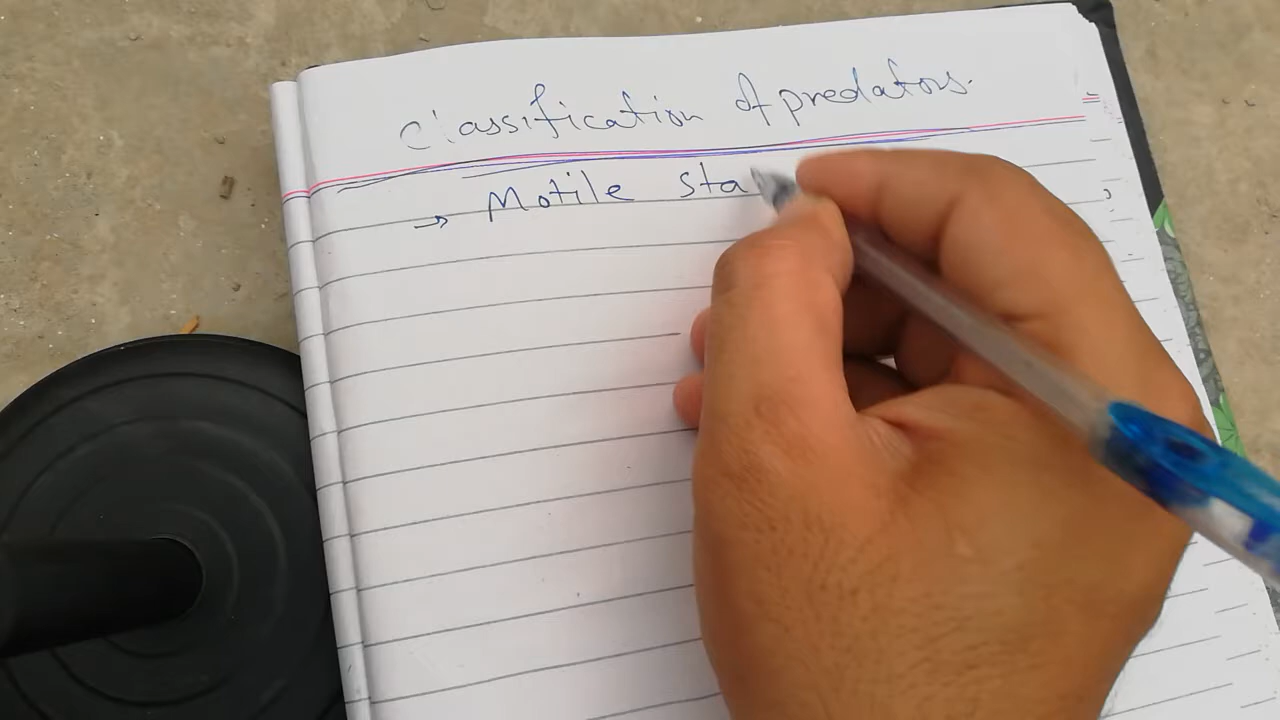 Classification of predators.
→ Motile sta